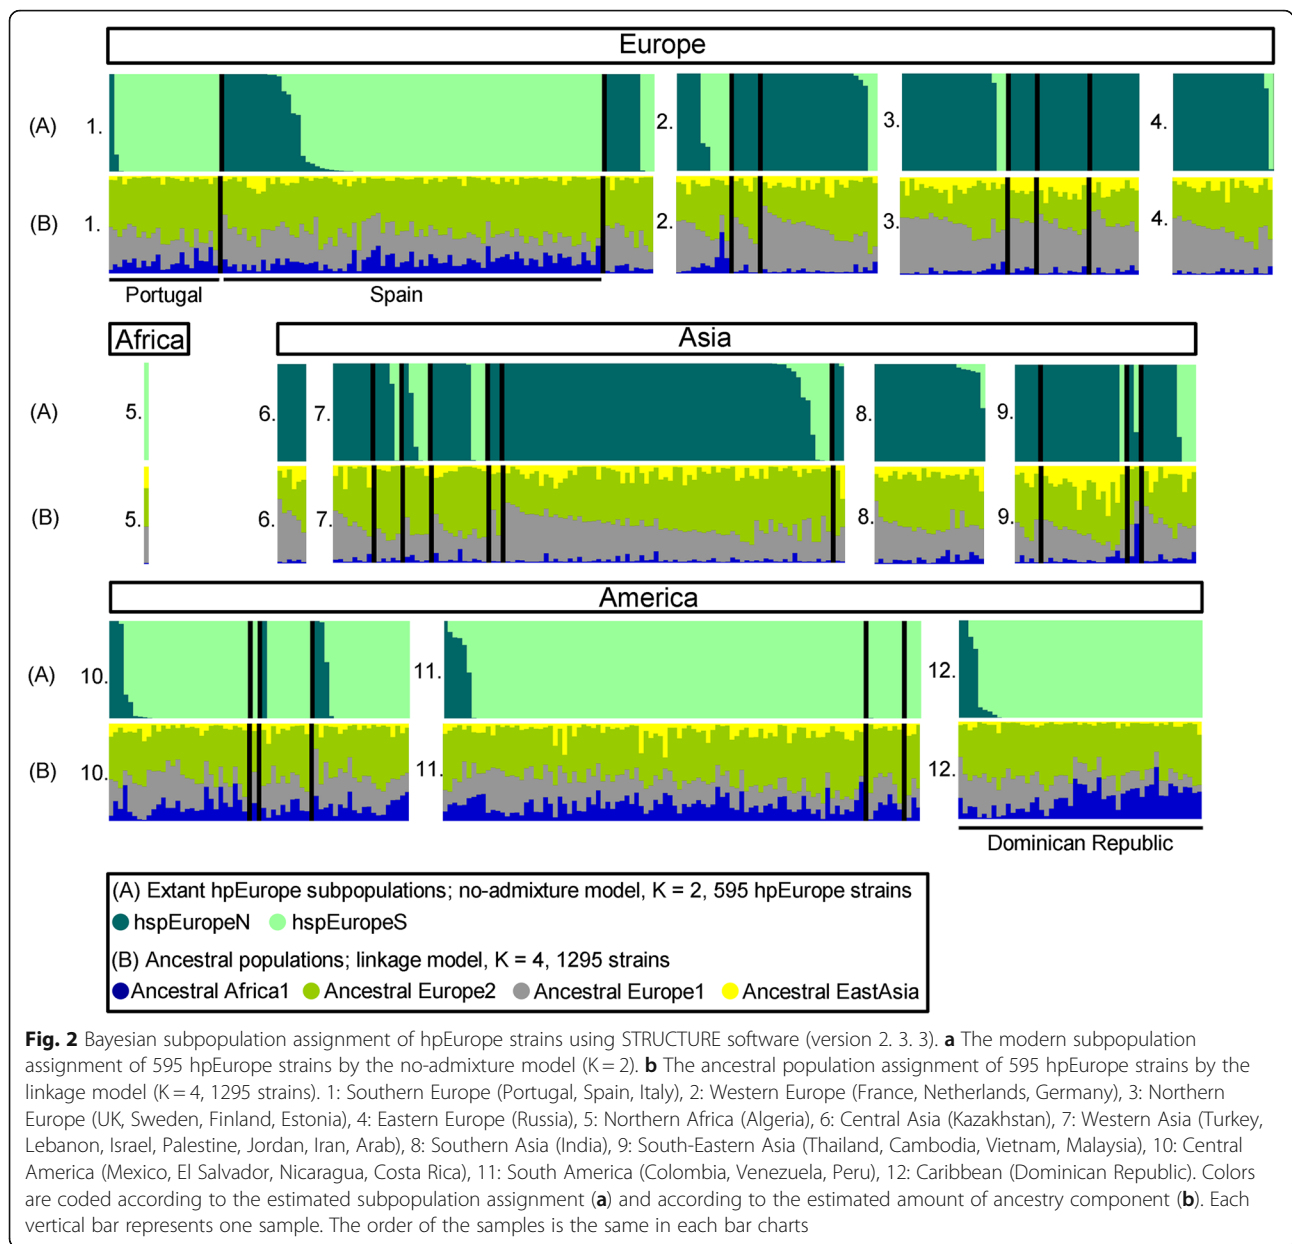 Europe
(A) 1. 2. 3. 4.
(B) 1. 2. 3. 4.
Portugal Spain
Africa Asia
(A) 5. 6. 7. 8. 9.
(B) 5. 6. 7. 8. 9.
America
(A) 10. 11. 12.
(B) 10. 11. 12.
Dominican Republic
(A) Extant hpEurope subpopulations; no-admixture model, K = 2, 595 hpEurope strains
hspEuropeN hspEuropeS
(B) Ancestral populations; linkage model, K = 4, 1295 strains
Ancestral Africa1 Ancestral Europe2 Ancestral Europe1 Ancestral EastAsia
Fig. 2 Bayesian subpopulation assignment of hpEurope strains using STRUCTURE software (version 2. 3. 3). a The modern subpopulation
assignment of 595 hpEurope strains by the no-admixture model (K = 2). b The ancestral population assignment of 595 hpEurope strains by the
linkage model (K = 4, 1295 strains). 1: Southern Europe (Portugal, Spain, Italy), 2: Western Europe (France, Netherlands, Germany), 3: Northern
Europe (UK, Sweden, Finland, Estonia), 4: Eastern Europe (Russia), 5: Northern Africa (Algeria), 6: Central Asia (Kazakhstan), 7: Western Asia (Turkey,
Lebanon, Israel, Palestine, Jordan, Iran, Arab), 8: Southern Asia (India), 9: South-Eastern Asia (Thailand, Cambodia, Vietnam, Malaysia), 10: Central
America (Mexico, El Salvador, Nicaragua, Costa Rica), 11: South America (Colombia, Venezuela, Peru), 12: Caribbean (Dominican Republic). Colors
are coded according to the estimated subpopulation assignment (a) and according to the estimated amount of ancestry component (b). Each
vertical bar represents one sample. The order of the samples is the same in each bar charts